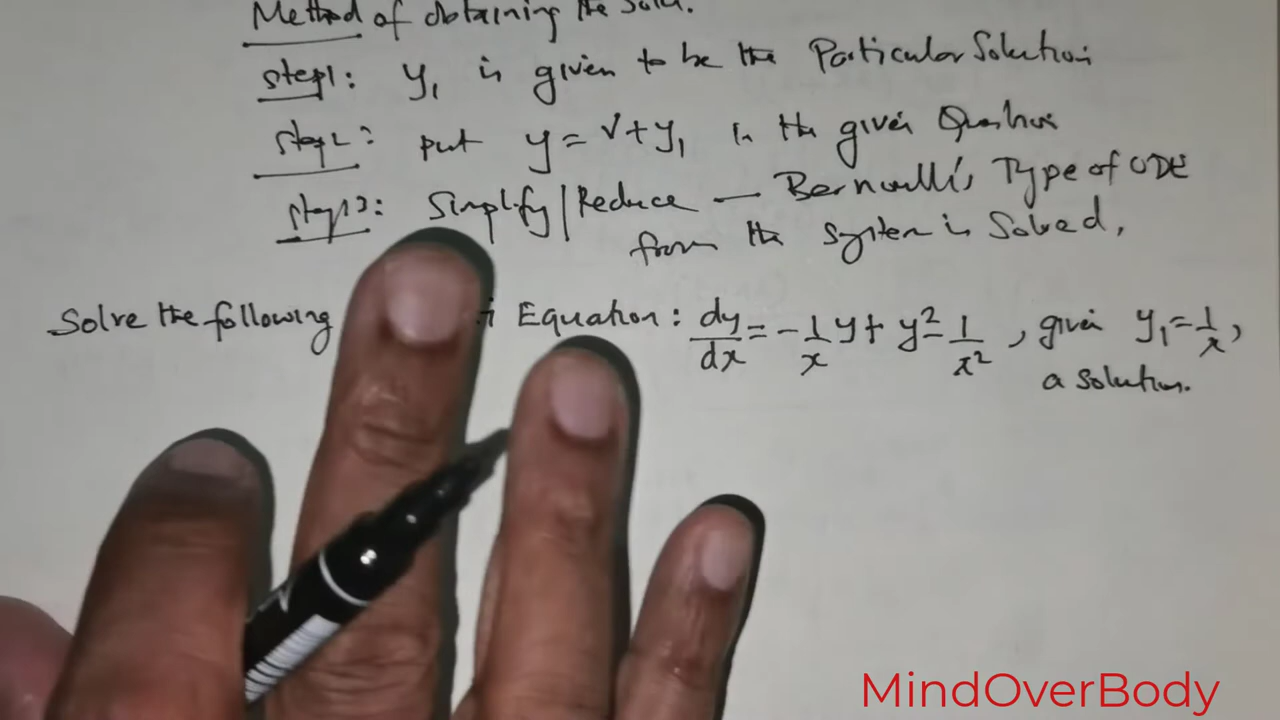 Method of obtaining the Soln.
Step1: y₁ is given to be the Particular Solution
Step2: put y = v + y₁ in the given Question
Step3: Simplify/Reduce — Bernoulli's Type of ODE
from the system is Solved,
Solve the following i Equation: dy/dx = -1/x y + y² - 1/x², given y₁ = 1/x,
a solution.
MindOverBody